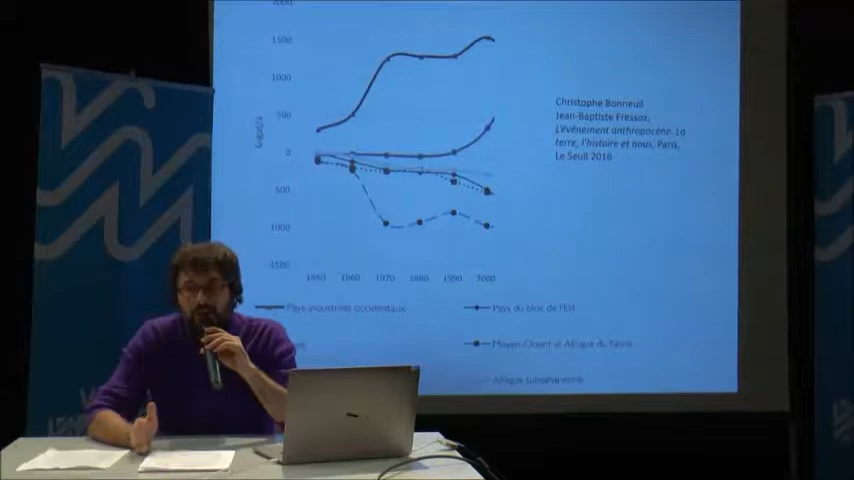 2000
1500
1000
500
0
500
1000
1500
1950 1960 1970 1980 1990 2000
Christophe Bonneuil
Jean-Baptiste Fressoz,
L'événement anthropocène. La
terre, l'histoire et nous, Paris,
Le Seuil 2016
Pays industriels occidentaux
Pays du bloc de l'Est
Moyen-Orient et Afrique du Nord
Afrique subsaharienne